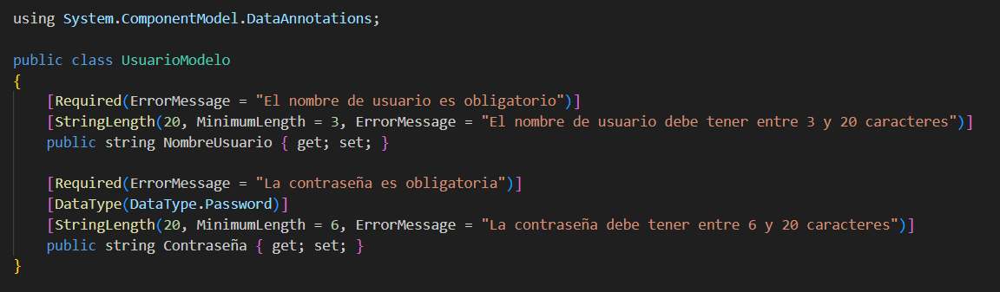 using System.ComponentModel.DataAnnotations;
public class UsuarioModelo
{
[Required(ErrorMessage = "El nombre de usuario es obligatorio")]
[StringLength(20, MinimumLength = 3, ErrorMessage = "El nombre de usuario debe tener entre 3 y 20 caracteres")]
public string NombreUsuario { get; set; }
[Required(ErrorMessage = "La contraseña es obligatoria")]
[DataType(DataType.Password)]
[StringLength(20, MinimumLength = 6, ErrorMessage = "La contraseña debe tener entre 6 y 20 caracteres")]
public string Contraseña { get; set; }
}